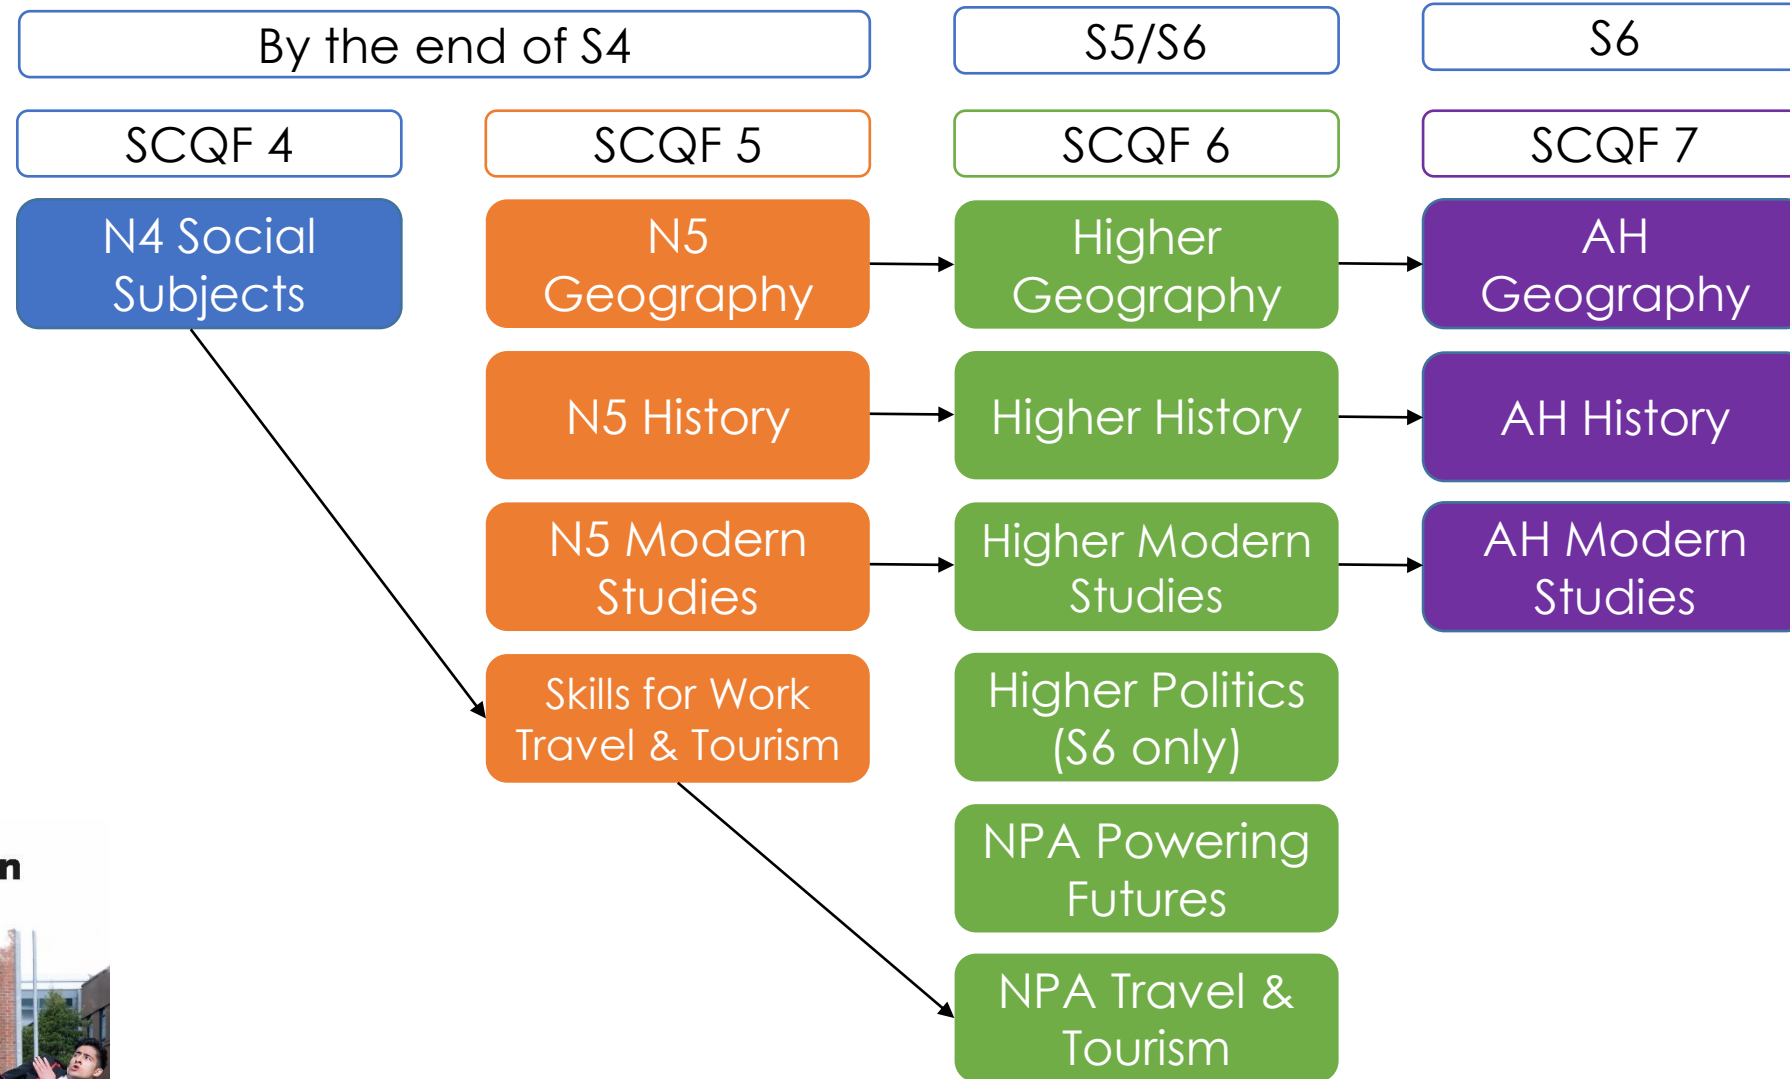 By the end of S4
S5/S6
S6
SCQF 4
SCQF 5
SCQF 6
SCQF 7
N4 Social
Subjects
N5
Geography
Higher
Geography
AH
Geography
N5 History
Higher History
AH History
N5 Modern
Studies
Higher Modern
Studies
AH Modern
Studies
Skills for Work
Travel & Tourism
Higher Politics
(S6 only)
NPA Powering
Futures
NPA Travel &
Tourism
n